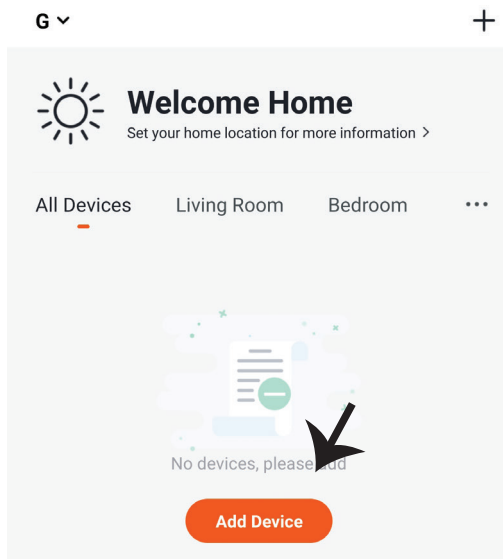 G
Welcome Home
Set your home location for more information >
All Devices Living Room Bedroom ...
No devices, please add
Add Device